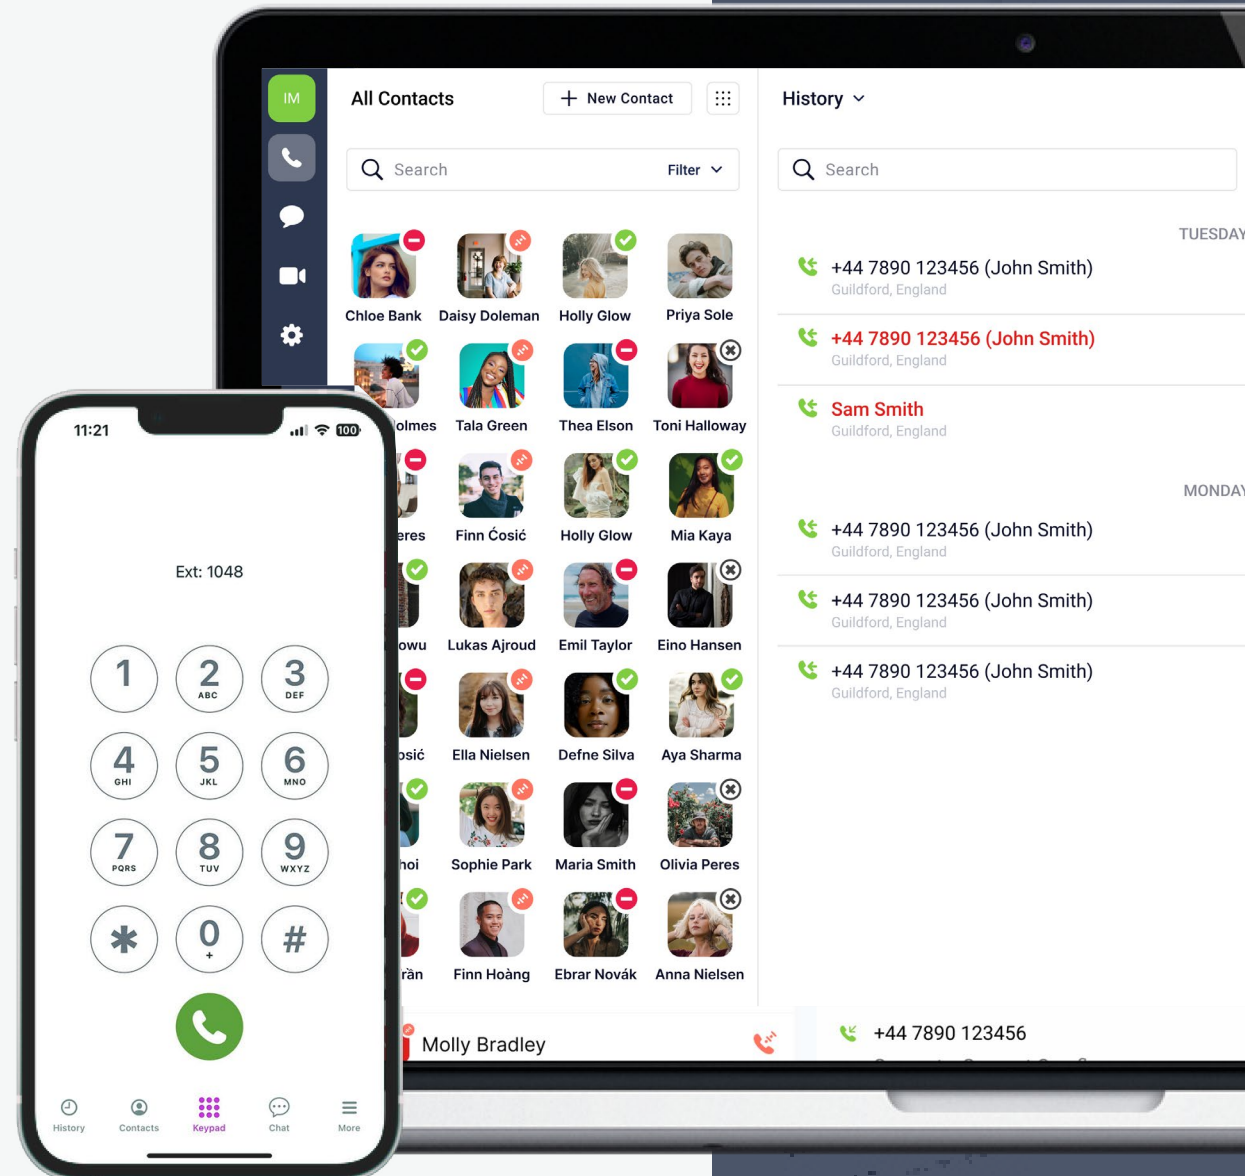 IM
All Contacts
+ New Contact
History
Search
Filter
Search
TUESDAY
+44 7890 123456 (John Smith)
Guildford, England
+44 7890 123456 (John Smith)
Guildford, England
Sam Smith
Guildford, England
MONDAY
+44 7890 123456 (John Smith)
Guildford, England
+44 7890 123456 (John Smith)
Guildford, England
+44 7890 123456 (John Smith)
Guildford, England
Chloe Bank Daisy Doleman Holly Glow Priya Sole
olmes Tala Green Thea Elson Toni Halloway
eres Finn Ćosić Holly Glow Mia Kaya
owu Lukas Ajroud Emil Taylor Eino Hansen
osić Ella Nielsen Defne Silva Aya Sharma
hoi Sophie Park Maria Smith Olivia Peres
rân Finn Hoàng Ebrar Novák Anna Nielsen
Molly Bradley
+44 7890 123456
11:21
100
Ext: 1048
1 2 3
ABC DEF
4 5 6
GHI JKL MNO
7 8 9
PQRS TUV WXYZ
* 0 #
+
History Contacts Keypad Chat More